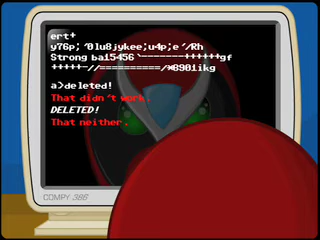 ert+
y76p;´0lu8jykee;u4p;e´/Rh
Strong ba15456`-------++++++gf
+++++-//==========/*8901ikg
a>deleted!
That didn't work.
DELETED!
That neither.
COMPY 386